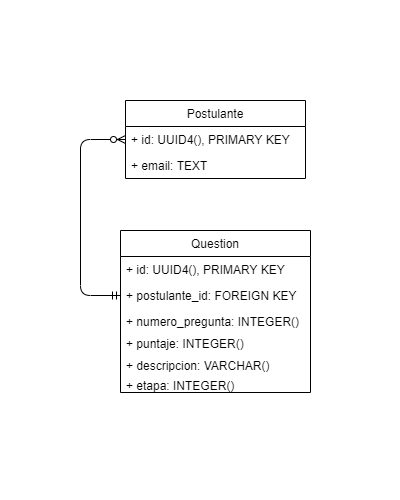 Postulante
+ id: UUID4(), PRIMARY KEY
+ email: TEXT
Question
+ id: UUID4(), PRIMARY KEY
+ postulante_id: FOREIGN KEY
+ numero_pregunta: INTEGER()
+ puntaje: INTEGER()
+ descripcion: VARCHAR()
+ etapa: INTEGER()